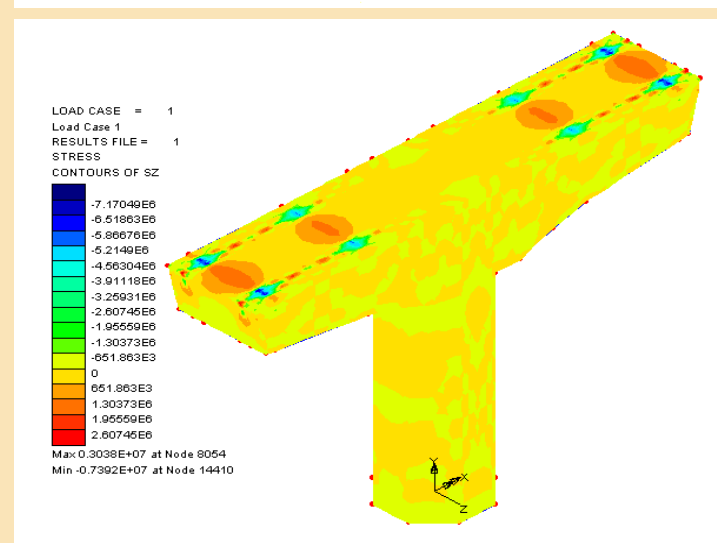 LOAD CASE = 1
Load Case 1
RESULTS FILE = 1
STRESS
CONTOURS OF SZ
-7.17049E6
-6.51863E6
-5.86676E6
-5.2149E6
-4.56304E6
-3.91118E6
-3.25931E6
-2.60745E6
-1.95559E6
-1.30373E6
-651.863E3
0
651.863E3
1.30373E6
1.95559E6
2.60745E6
Max 0.3038E+07 at Node 8054
Min -0.7392E+07 at Node 14410
Y
X
Z